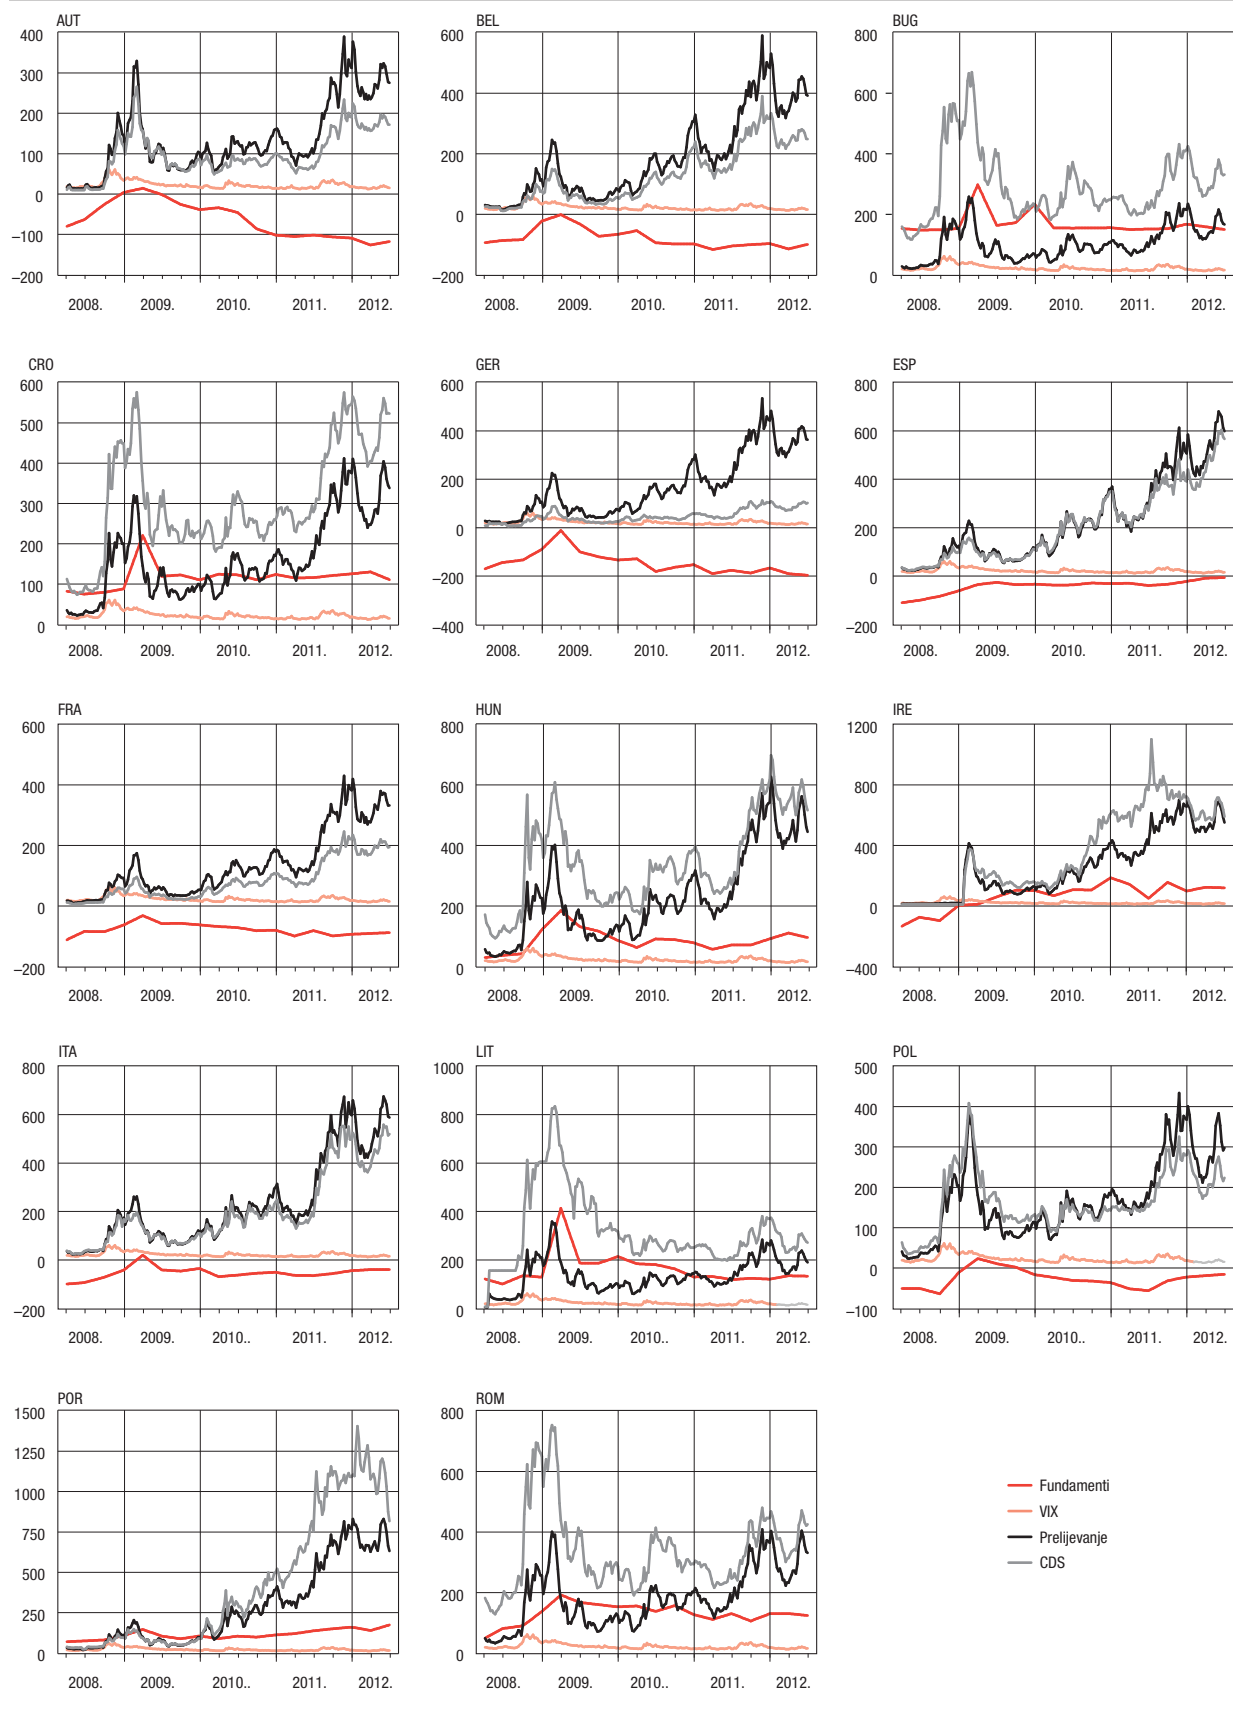 AUT
400
300
200
100
0
–100
–200
2008. 2009. 2010. 2011. 2012.
BEL
600
400
200
0
–200
2008. 2009. 2010. 2011. 2012.
BUG
800
600
400
200
0
2008. 2009. 2010. 2011. 2012.
CRO
600
500
400
300
200
100
0
2008. 2009. 2010. 2011. 2012.
GER
600
400
200
0
–200
–400
2008. 2009. 2010. 2011. 2012.
ESP
800
600
400
200
0
–200
2008. 2009. 2010. 2011. 2012.
FRA
600
400
200
0
–200
2008. 2009. 2010. 2011. 2012.
HUN
800
600
400
200
0
2008. 2009. 2010. 2011. 2012.
IRE
1200
800
400
0
–400
2008. 2009. 2010. 2011. 2012.
ITA
800
600
400
200
0
–200
2008. 2009. 2010.. 2011. 2012.
LIT
1000
800
600
400
200
0
2008. 2009. 2010.. 2011. 2012.
POL
500
400
300
200
100
0
–100
2008. 2009. 2010.. 2011. 2012.
POR
1500
1250
1000
750
500
250
0
2008. 2009. 2010.. 2011. 2012.
ROM
800
600
400
200
0
2008. 2009. 2010.. 2011. 2012.
Fundamenti
VIX
Prelijevanje
CDS